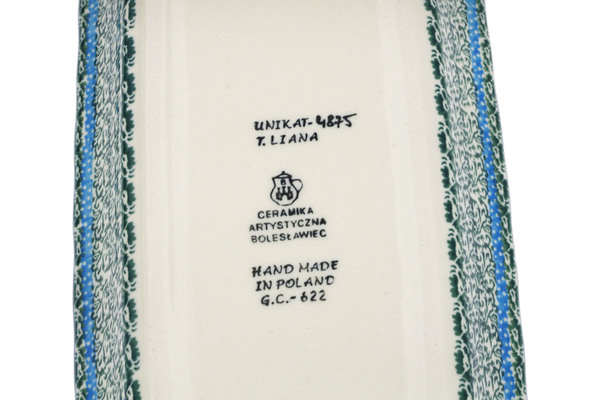 UNIKAT-4875
T. LIANA
B
CERAMIKA
ARTYSTYCZNA
BOLESŁAWIEC
HAND MADE
IN POLAND
G.C.-622